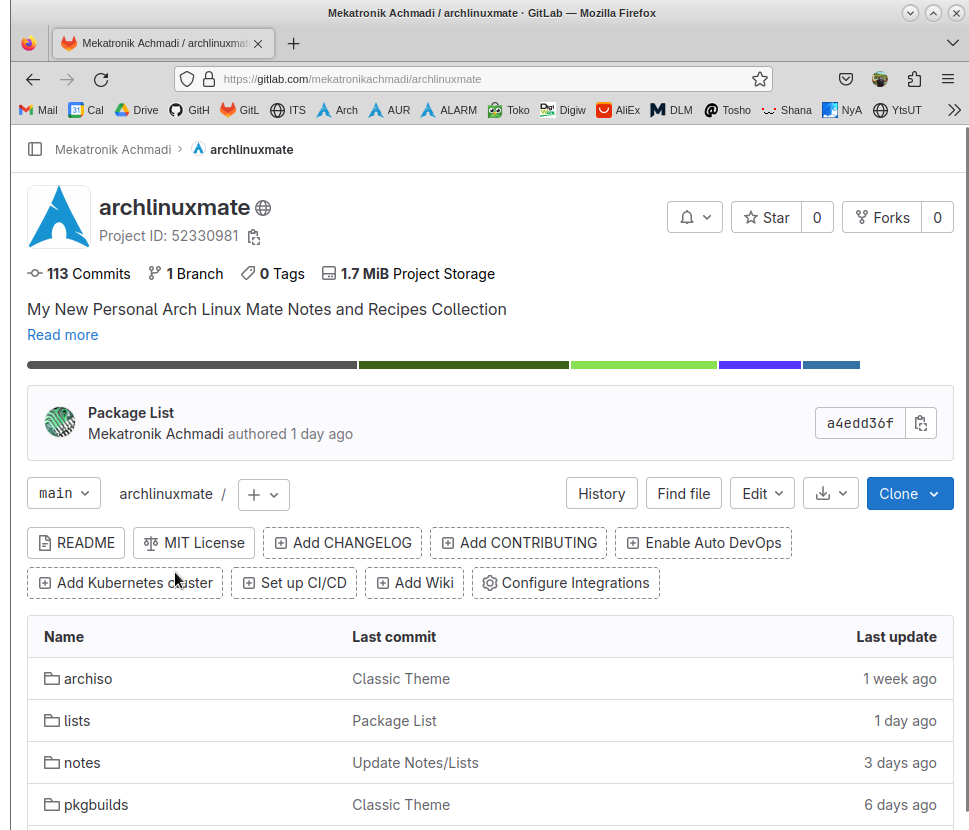 Mekatronik Achmadi / archlinuxmate · GitLab — Mozilla Firefox
Mekatronik Achmadi / archlinuxmat
https://gitlab.com/mekatronikachmadi/archlinuxmate
Mail 31 Cal Drive GitH GitL ITS Arch AUR ALARM Toko Digi Digiw AliEx DLM Tosho Shana NyA YtsUT
Mekatronik Achmadi › archlinuxmate
archlinuxmate
Star 0 Forks 0
Project ID: 52330981
113 Commits 1 Branch 0 Tags 1.7 MiB Project Storage
My New Personal Arch Linux Mate Notes and Recipes Collection
Read more
Package List
Mekatronik Achmadi authored 1 day ago
a4edd36f
main archlinuxmate / + History Find file Edit Clone
README MIT License Add CHANGELOG Add CONTRIBUTING Enable Auto DevOps
Add Kubernetes cluster Set up CI/CD Add Wiki Configure Integrations
Name Last commit Last update
archiso Classic Theme 1 week ago
lists Package List 1 day ago
notes Update Notes/Lists 3 days ago
pkgbuilds Classic Theme 6 days ago